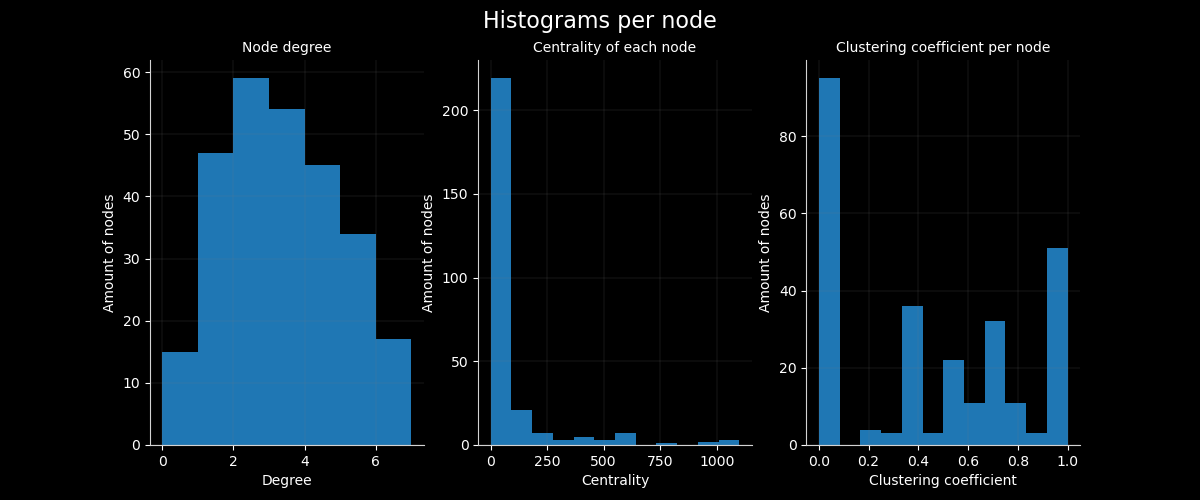 Histograms per node
Node degree
Amount of nodes
60
50
40
30
20
10
0
0 2 4 6
Degree
Centrality of each node
Amount of nodes
200
150
100
50
0
0 250 500 750 1000
Centrality
Clustering coefficient per node
Amount of nodes
80
60
40
20
0
0.0 0.2 0.4 0.6 0.8 1.0
Clustering coefficient